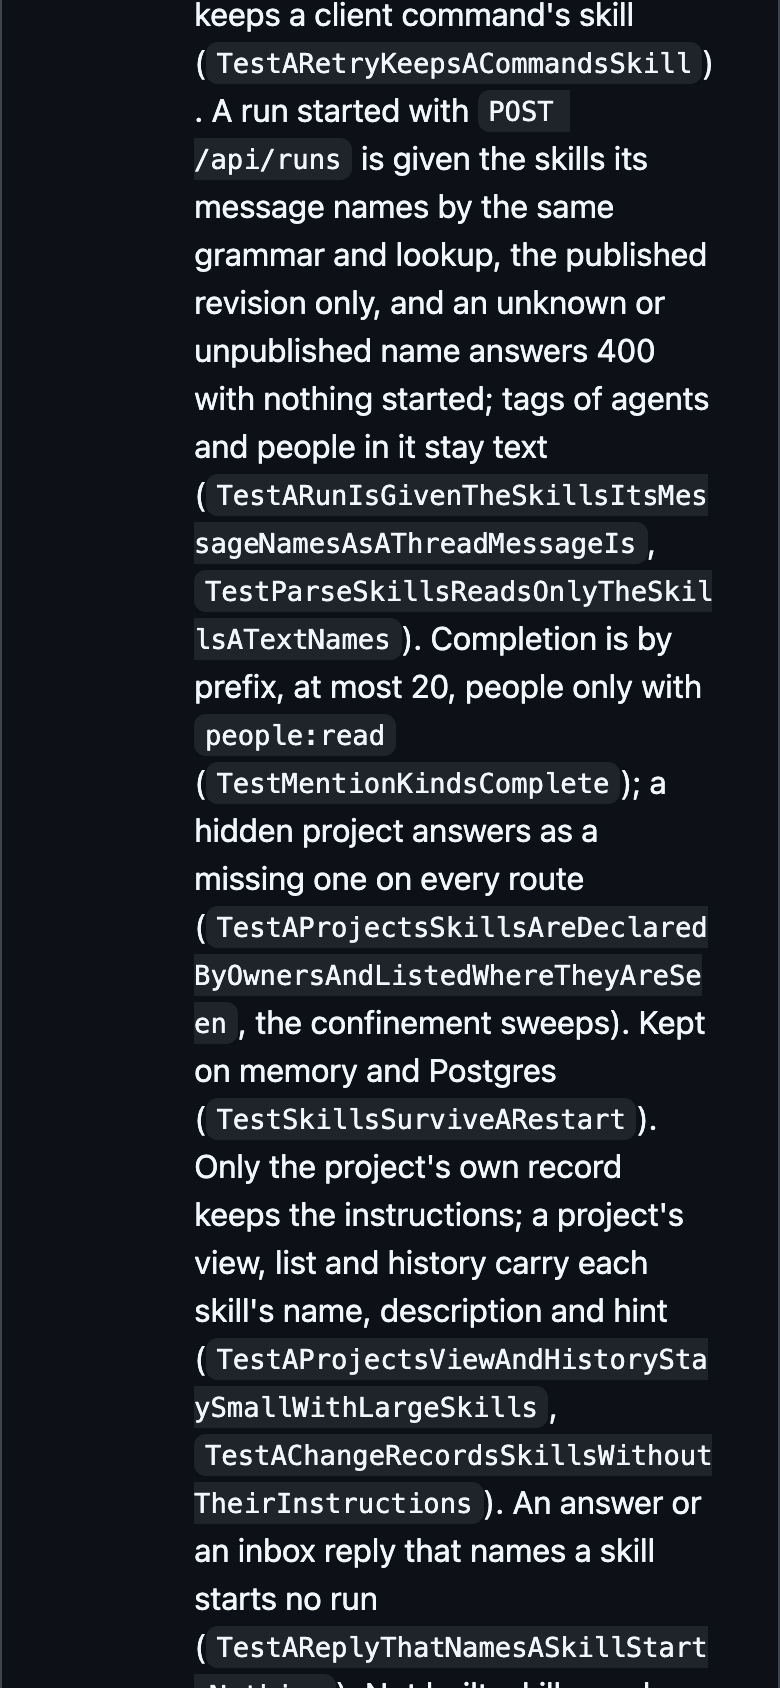 keeps a client command's skill
(TestARetryKeepsACommandsSkill)
. A run started with POST
/api/runs is given the skills its
message names by the same
grammar and lookup, the published
revision only, and an unknown or
unpublished name answers 400
with nothing started; tags of agents
and people in it stay text
(TestARunIsGivenTheSkillsItsMes
sageNamesAsAThreadMessageIs,
TestParseSkillsReadsOnlyTheSkil
lsATextNames). Completion is by
prefix, at most 20, people only with
people:read
(TestMentionKindsComplete); a
hidden project answers as a
missing one on every route
(TestAProjectsSkillsAreDeclared
ByOwnersAndListedWhereTheyAreSe
en, the confinement sweeps). Kept
on memory and Postgres
(TestSkillsSurviveARestart).
Only the project's own record
keeps the instructions; a project's
view, list and history carry each
skill's name, description and hint
(TestAProjectsViewAndHistorySta
ySmallWithLargeSkills,
TestAChangeRecordsSkillsWithout
TheirInstructions). An answer or
an inbox reply that names a skill
starts no run
(TestAReplyThatNamesASkillStart